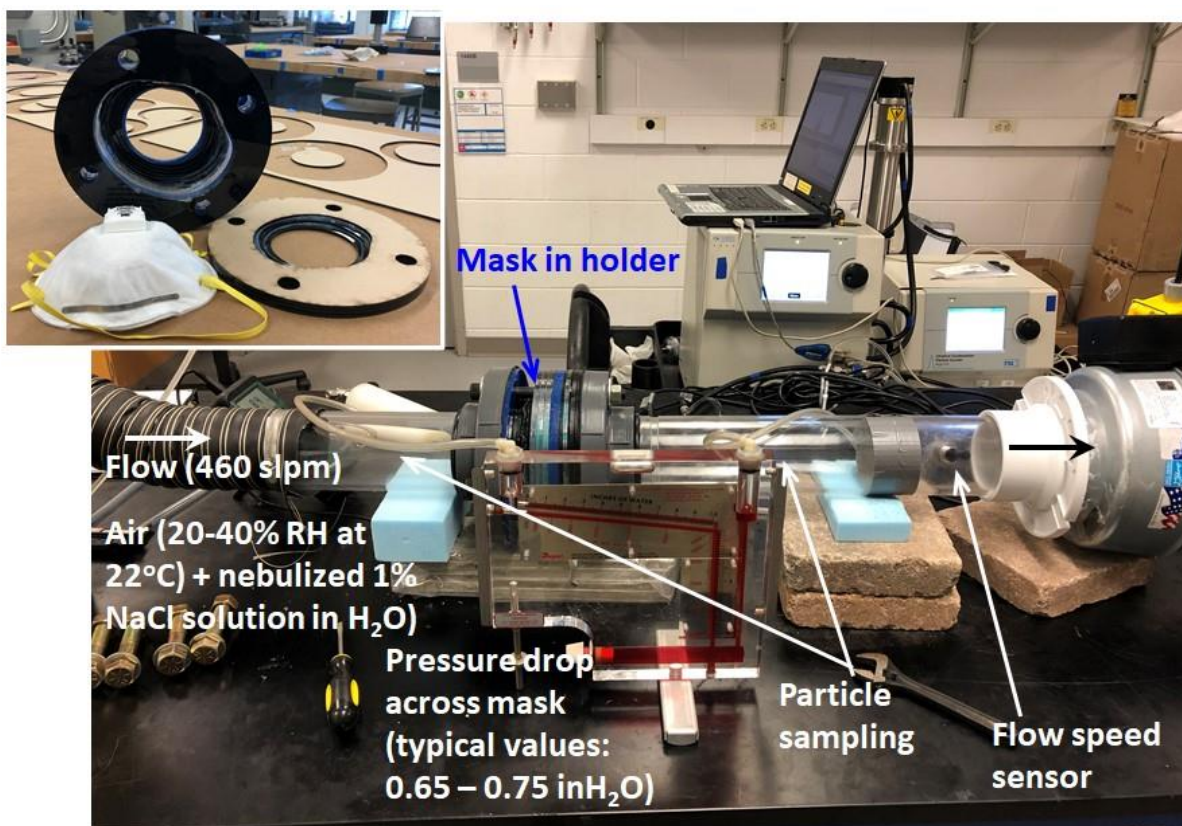 Mask in holder
Flow (460 slpm)
Air (20-40% RH at
22°C) + nebulized 1%
NaCl solution in H₂O)
Pressure drop
across mask
(typical values:
0.65 – 0.75 inH₂O)
Particle
sampling
Flow speed
sensor
INCHES OF WATER